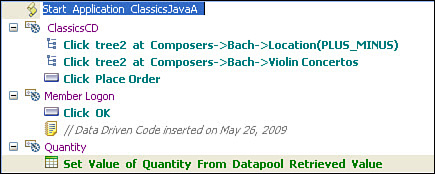 Start Application ClassicsJavaA
ClassicsCD
Click tree2 at Composers->Bach->Location(PLUS_MINUS)
Click tree2 at Composers->Bach->Violin Concertos
Click Place Order
Member Logon
Click OK
// Data Driven Code inserted on May 26, 2009
Quantity
Set Value of Quantity From Datapool Retrieved Value